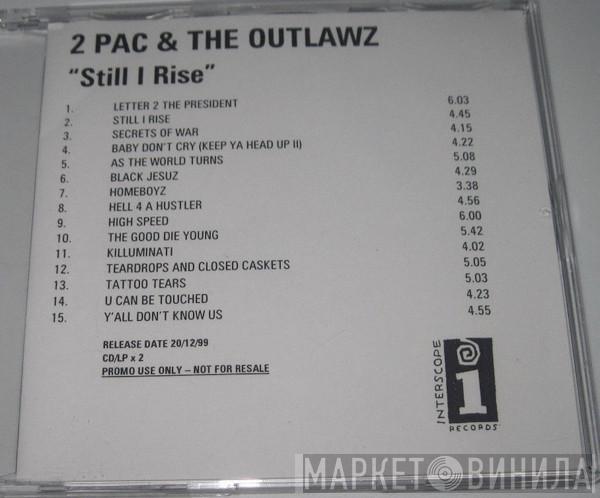 2 PAC & THE OUTLAWZ
"Still I Rise"
1. LETTER 2 THE PRESIDENT 6.03
2. STILL I RISE 4.45
3. SECRETS OF WAR 4.15
4. BABY DON'T CRY (KEEP YA HEAD UP II) 4.22
5. AS THE WORLD TURNS 5.08
6. BLACK JESUZ 4.29
7. HOMEBOYZ 3.38
8. HELL 4 A HUSTLER 4.56
9. HIGH SPEED 6.00
10. THE GOOD DIE YOUNG 5.42
11. KILLUMINATI 4.02
12. TEARDROPS AND CLOSED CASKETS 5.05
13. TATTOO TEARS 5.03
14. U CAN BE TOUCHED 4.23
15. Y'ALL DON'T KNOW US 4.55
RELEASE DATE 20/12/99
CD/LP x 2
PROMO USE ONLY – NOT FOR RESALE
INTERSCOPE
i
RECORDS
МАРКЕТ ВИНИЛА